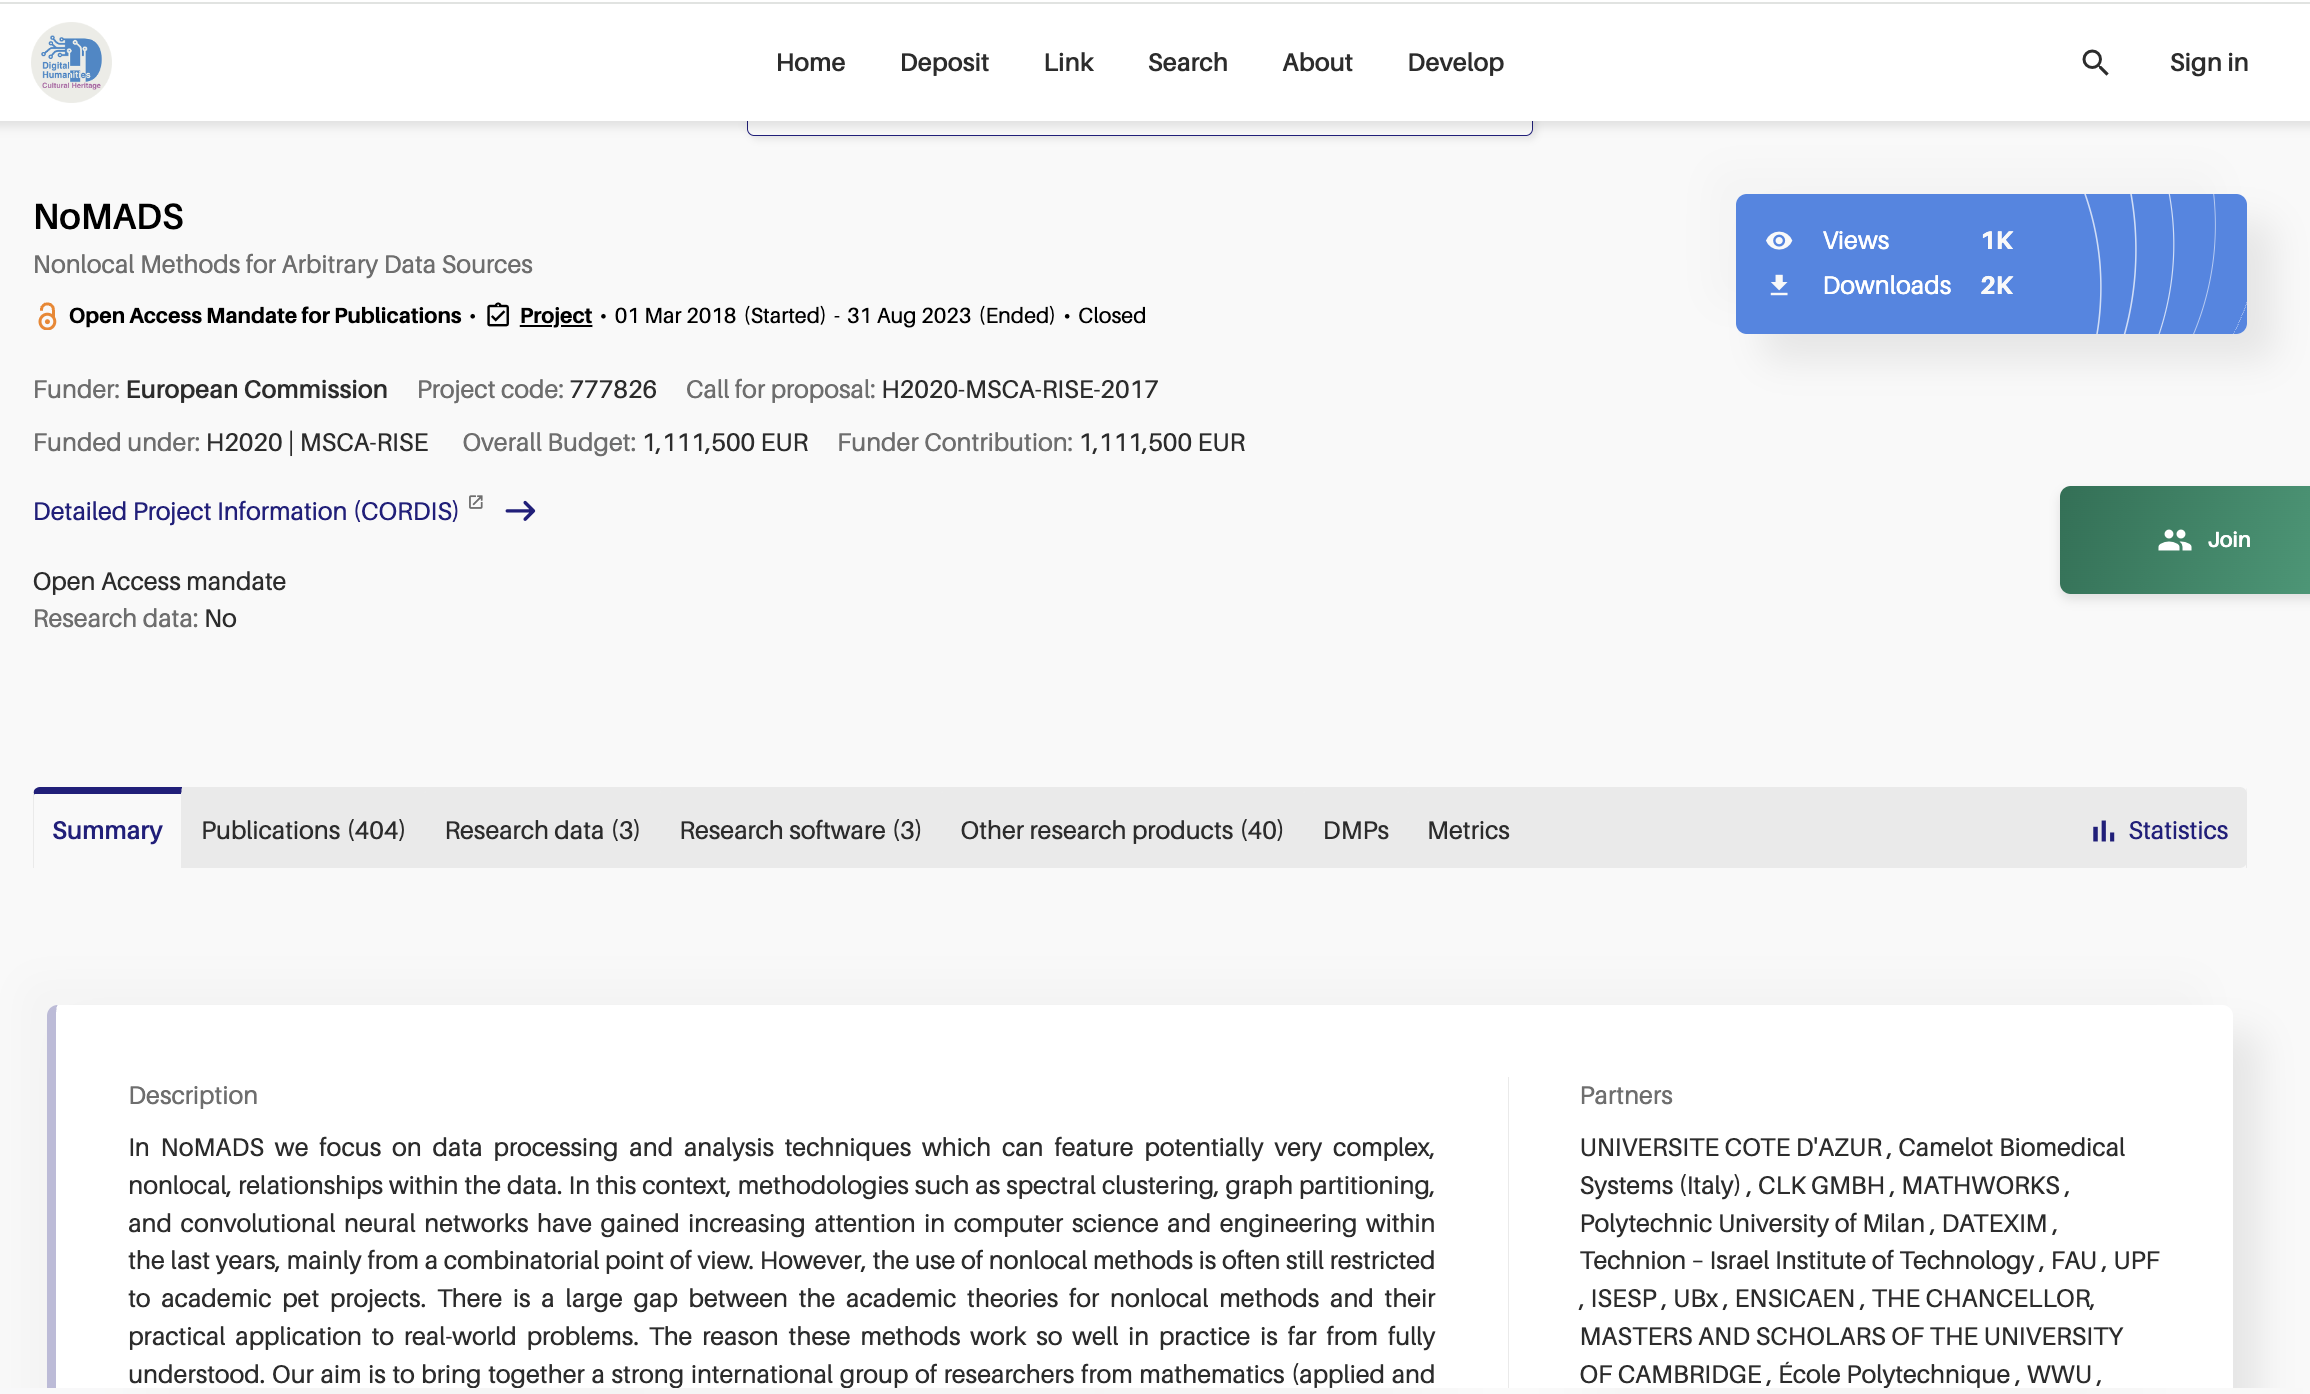 Digital
Humanities
Cultural Heritage
Home Deposit Link Search About Develop Sign in
NoMADS
Nonlocal Methods for Arbitrary Data Sources
Open Access Mandate for Publications • Project • 01 Mar 2018 (Started) - 31 Aug 2023 (Ended) • Closed
Views 1K
Downloads 2K
Funder: European Commission Project code: 777826 Call for proposal: H2020-MSCA-RISE-2017
Funded under: H2020 | MSCA-RISE Overall Budget: 1,111,500 EUR Funder Contribution: 1,111,500 EUR
Detailed Project Information (CORDIS)
Join
Open Access mandate
Research data: No
Summary Publications (404) Research data (3) Research software (3) Other research products (40) DMPs Metrics Statistics
Description
In NoMADS we focus on data processing and analysis techniques which can feature potentially very complex,
nonlocal, relationships within the data. In this context, methodologies such as spectral clustering, graph partitioning,
and convolutional neural networks have gained increasing attention in computer science and engineering within
the last years, mainly from a combinatorial point of view. However, the use of nonlocal methods is often still restricted
to academic pet projects. There is a large gap between the academic theories for nonlocal methods and their
practical application to real-world problems. The reason these methods work so well in practice is far from fully
understood. Our aim is to bring together a strong international group of researchers from mathematics (applied and
Partners
UNIVERSITE COTE D'AZUR , Camelot Biomedical
Systems (Italy) , CLK GMBH , MATHWORKS ,
Polytechnic University of Milan , DATEXIM ,
Technion – Israel Institute of Technology , FAU , UPF
, ISESP , UBx , ENSICAEN , THE CHANCELLOR,
MASTERS AND SCHOLARS OF THE UNIVERSITY
OF CAMBRIDGE , École Polytechnique , WWU ,